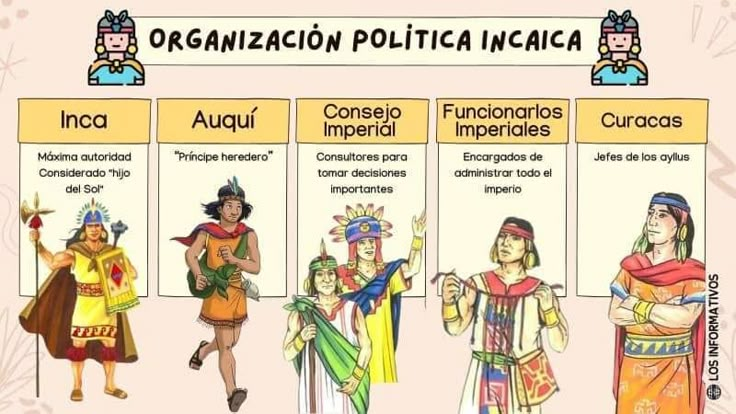 ORGANIZACIÓN POLÍTICA INCAICA
Inca
Máxima autoridad
Considerado "hijo
del Sol"
Auquí
"Príncipe heredero"
Consejo
Imperial
Consultores para
tomar decisiones
importantes
Funcionarlos
Imperiales
Encargados de
administrar todo el
imperio
Curacas
Jefes de los ayllus
LOS INFORMATIVOS